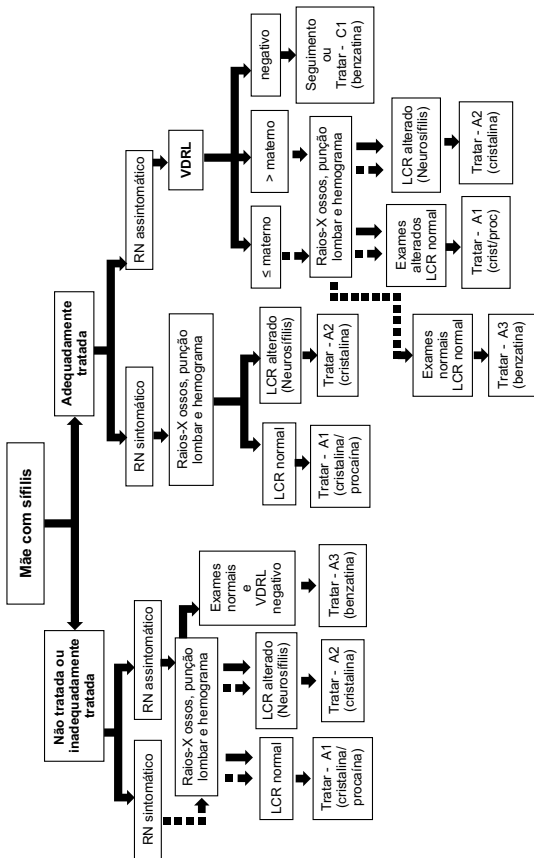 Mãe com sífilis
Não tratada ou
inadequadamente
tratada
Adequadamente
tratada
RN sintomático
RN assintomático
RN sintomático
RN assintomático
Raios-X ossos, punção
lombar e hemograma
Raios-X ossos, punção
lombar e hemograma
VDRL
LCR normal
LCR alterado
(Neurosífilis)
Exames
normais
e
VDRL
negativo
LCR normal
LCR alterado
(Neurosífilis)
≤ materno
> materno
negativo
Tratar - A1
(cristalina/
procaína)
Tratar - A2
(cristalina)
Tratar - A3
(benzatina)
Tratar - A1
(cristalina/
procaína)
Tratar - A2
(cristalina)
Raios-X ossos, punção
lombar e hemograma
Seguimento
ou
Tratar - C1
(benzatina)
Exames normais
LCR normal
Exames
alterados
LCR normal
LCR alterado
(Neurosífilis)
Tratar - A3
(benzatina)
Tratar - A1
(crist/proc)
Tratar - A2
(cristalina)